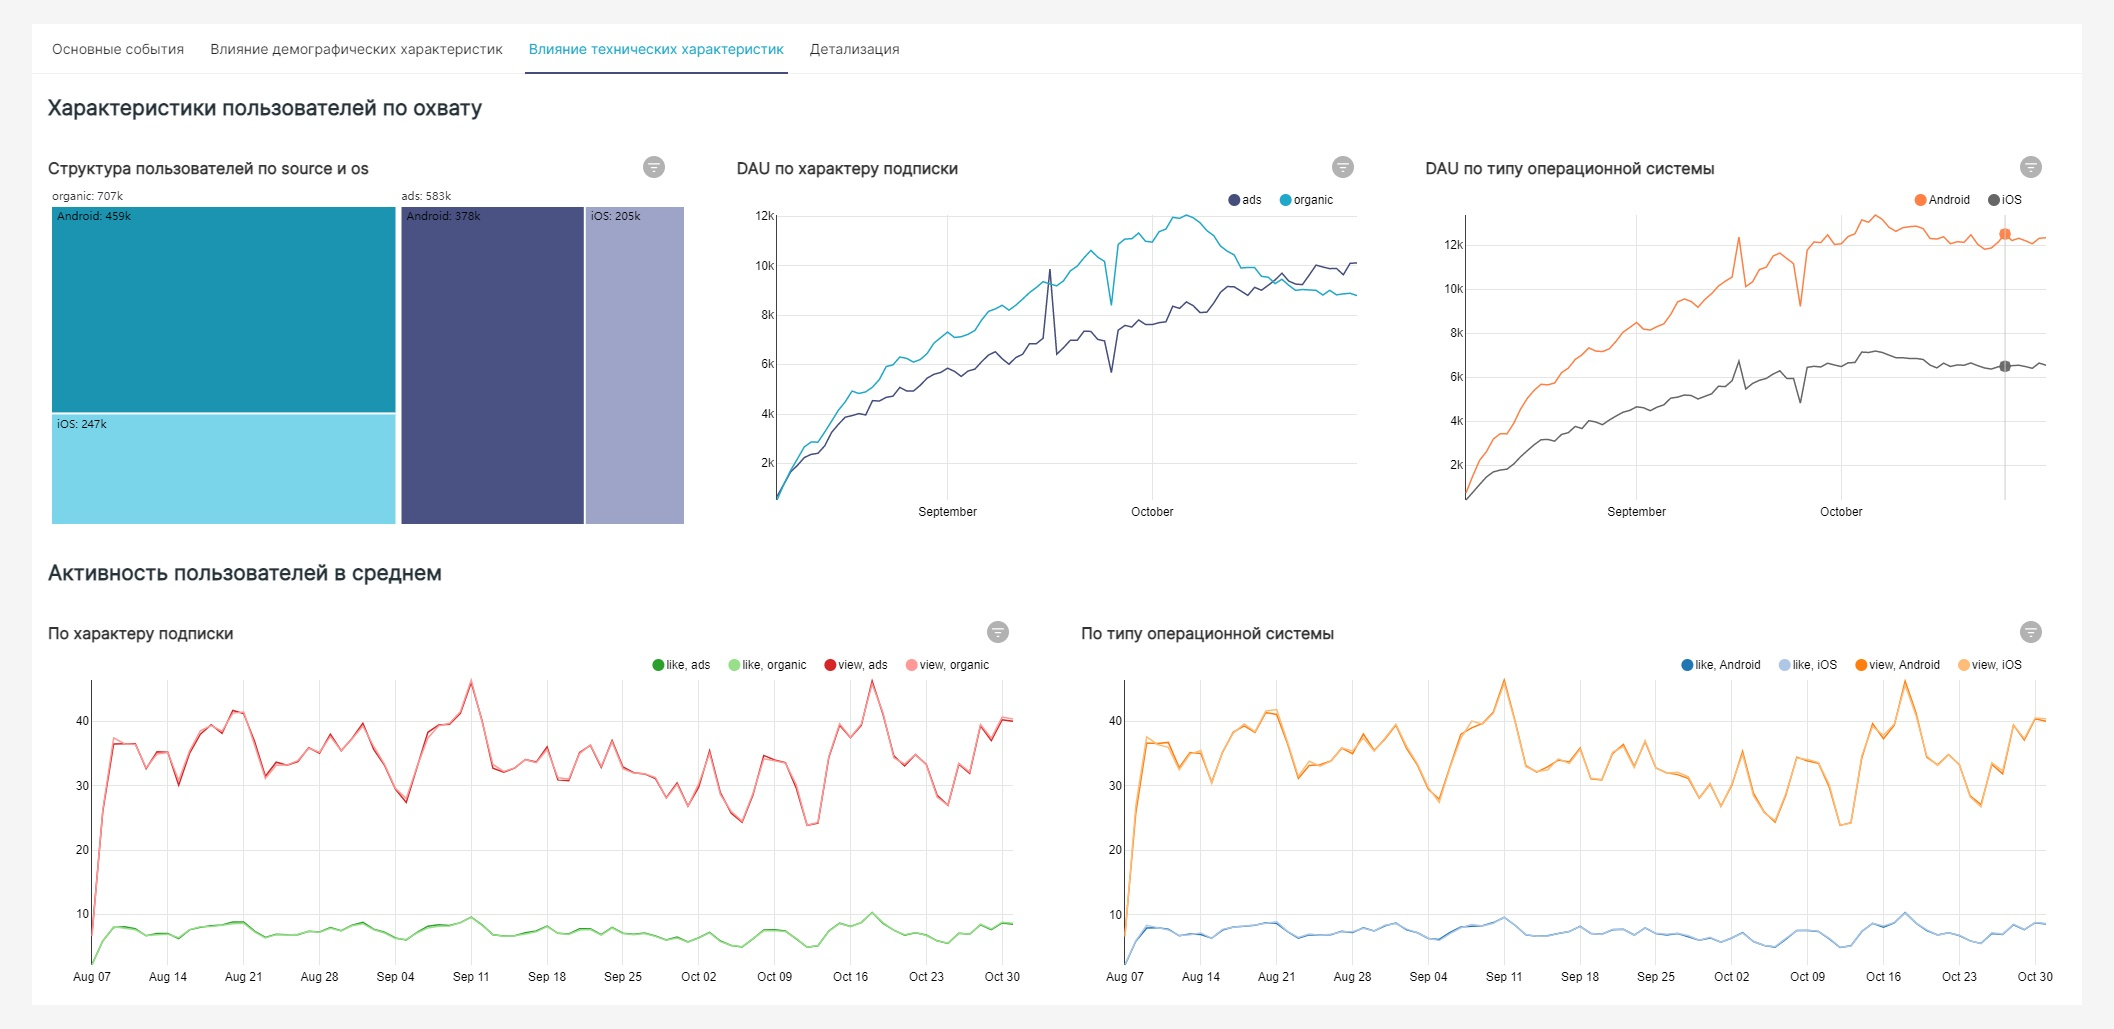 Основные события
Влияние демографических характеристик
Влияние технических характеристик
Детализация
Характеристики пользователей по охвату
Структура пользователей по source и os
organic: 707k
ads: 583k
Android: 459k
Android: 378k
iOS: 205k
iOS: 247k
DAU по характеру подписки
ads
organic
12k
10k
8k
6k
4k
2k
September
October
DAU по типу операционной системы
Android
iOS
12k
10k
8k
6k
4k
2k
September
October
Активность пользователей в среднем
По характеру подписки
like, ads
like, organic
view, ads
view, organic
40
30
20
10
Aug 07
Aug 14
Aug 21
Aug 28
Sep 04
Sep 11
Sep 18
Sep 25
Oct 02
Oct 09
Oct 16
Oct 23
Oct 30
По типу операционной системы
like, Android
like, iOS
view, Android
view, iOS
40
30
20
10
Aug 07
Aug 14
Aug 21
Aug 28
Sep 04
Sep 11
Sep 18
Sep 25
Oct 02
Oct 09
Oct 16
Oct 23
Oct 30